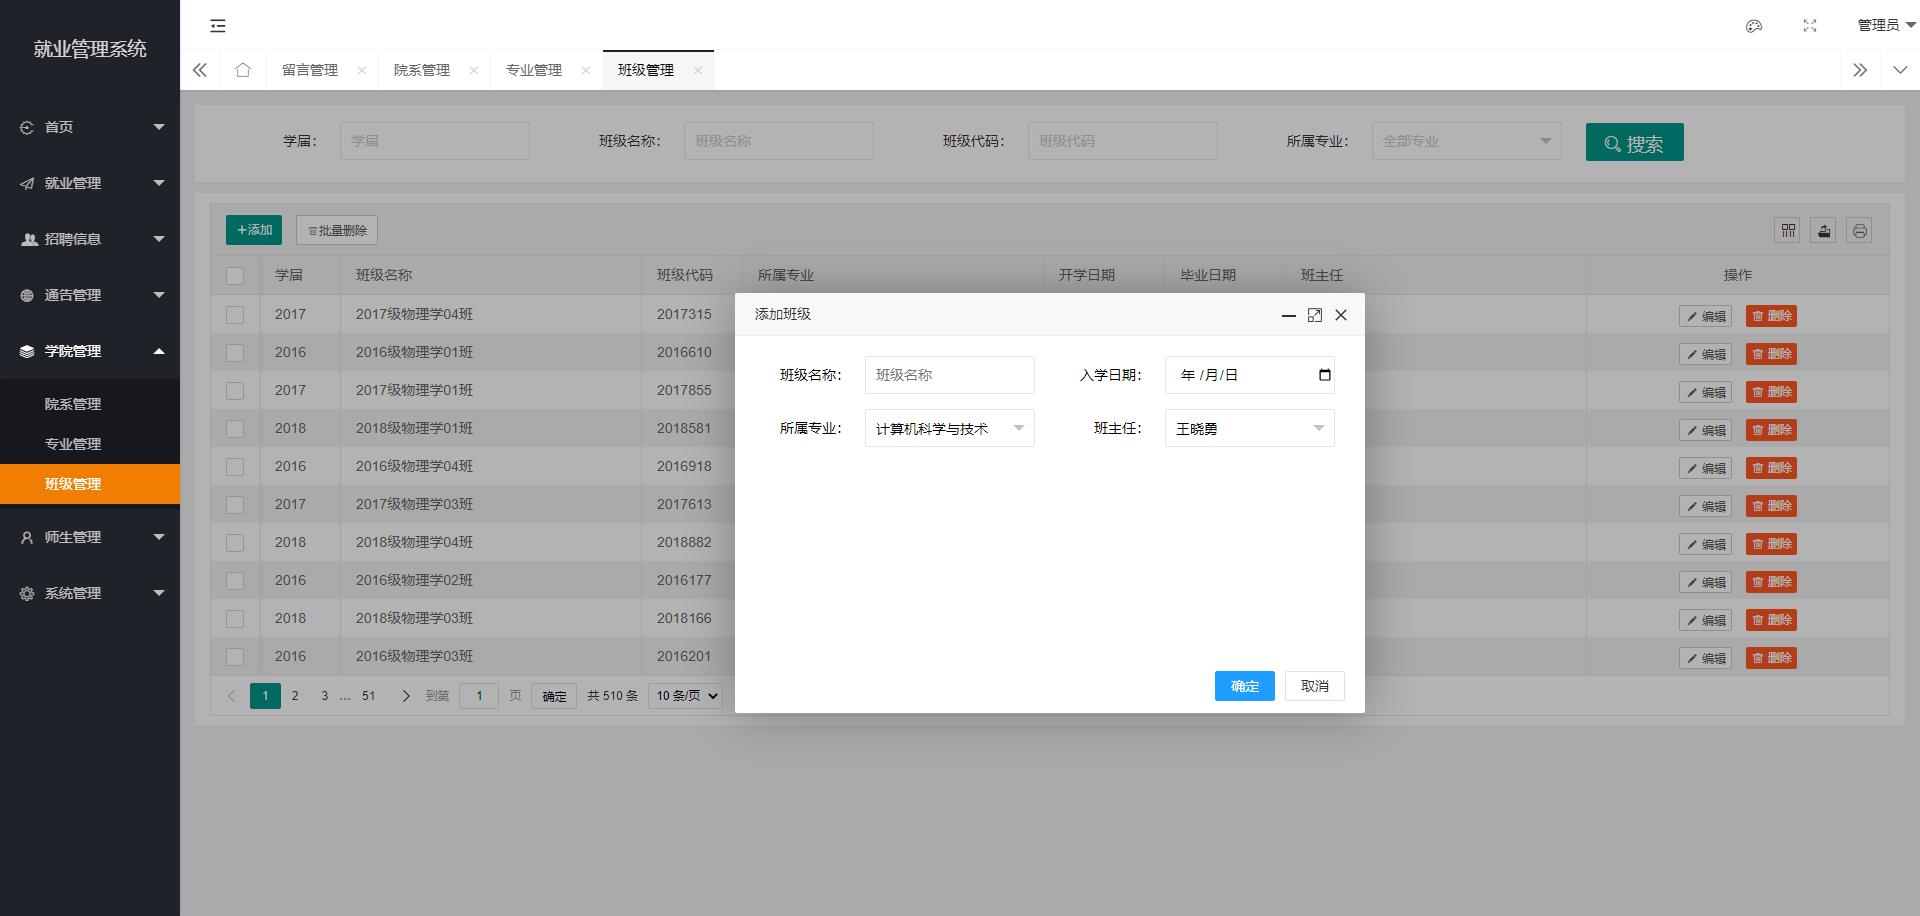 就业管理系统
管理员
留言管理
院系管理
专业管理
班级管理
首页
就业管理
招聘信息
通告管理
学院管理
院系管理
专业管理
班级管理
师生管理
系统管理
学届： 学届 班级名称： 班级名称 班级代码： 班级代码 所属专业： 全部专业 搜索
+添加 批量删除
学届 班级名称 班级代码 所属专业 开学日期 毕业日期 班主任 操作
2017 2017级物理学04班 2017315 编辑 删除
2016 2016级物理学01班 2016610 编辑 删除
2017 2017级物理学01班 2017855 编辑 删除
2018 2018级物理学01班 2018581 编辑 删除
2016 2016级物理学04班 2016918 编辑 删除
2017 2017级物理学03班 2017613 编辑 删除
2018 2018级物理学04班 2018882 编辑 删除
2016 2016级物理学02班 2016177 编辑 删除
2018 2018级物理学03班 2018166 编辑 删除
2016 2016级物理学03班 2016201 编辑 删除
1 2 3 … 51 到第 1 页 确定 共 510 条 10 条/页
添加班级
班级名称： 班级名称 入学日期： 年 /月/日
所属专业： 计算机科学与技术 班主任： 王晓勇
确定 取消